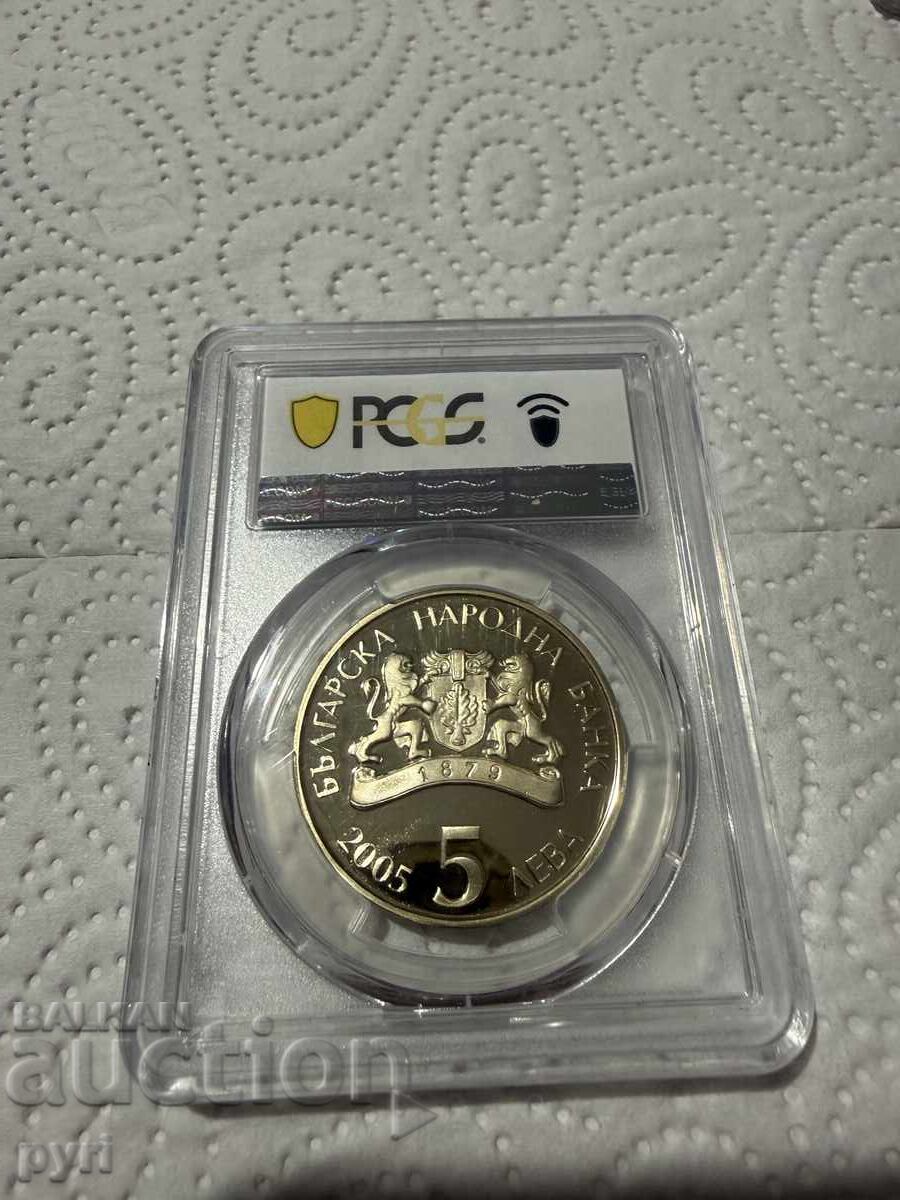 PCGS
БЪЛГАРСКА НАРОДНА БАНКА
1879
2005 5 ЛЕВА
BALKAN
auction
pyri